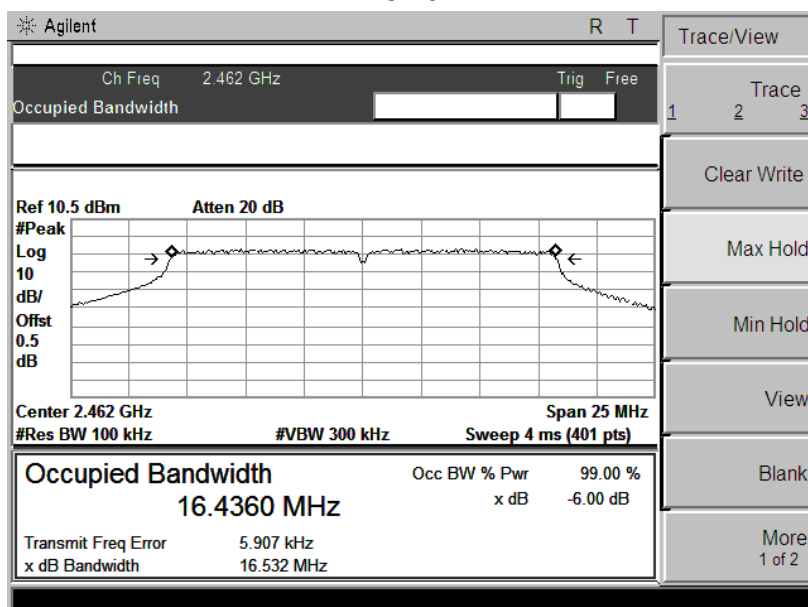 Agilent R T
Trace/View
Ch Freq 2.462 GHz Trig Free
Occupied Bandwidth
Trace
1 2 3
Clear Write
Ref 10.5 dBm Atten 20 dB
#Peak
Log
10
dB/
Offst
0.5
dB
Max Hold
Min Hold
Center 2.462 GHz Span 25 MHz
#Res BW 100 kHz #VBW 300 kHz Sweep 4 ms (401 pts)
View
Occupied Bandwidth Occ BW % Pwr 99.00 %
16.4360 MHz x dB -6.00 dB
Blank
Transmit Freq Error 5.907 kHz
x dB Bandwidth 16.532 MHz
More
1 of 2